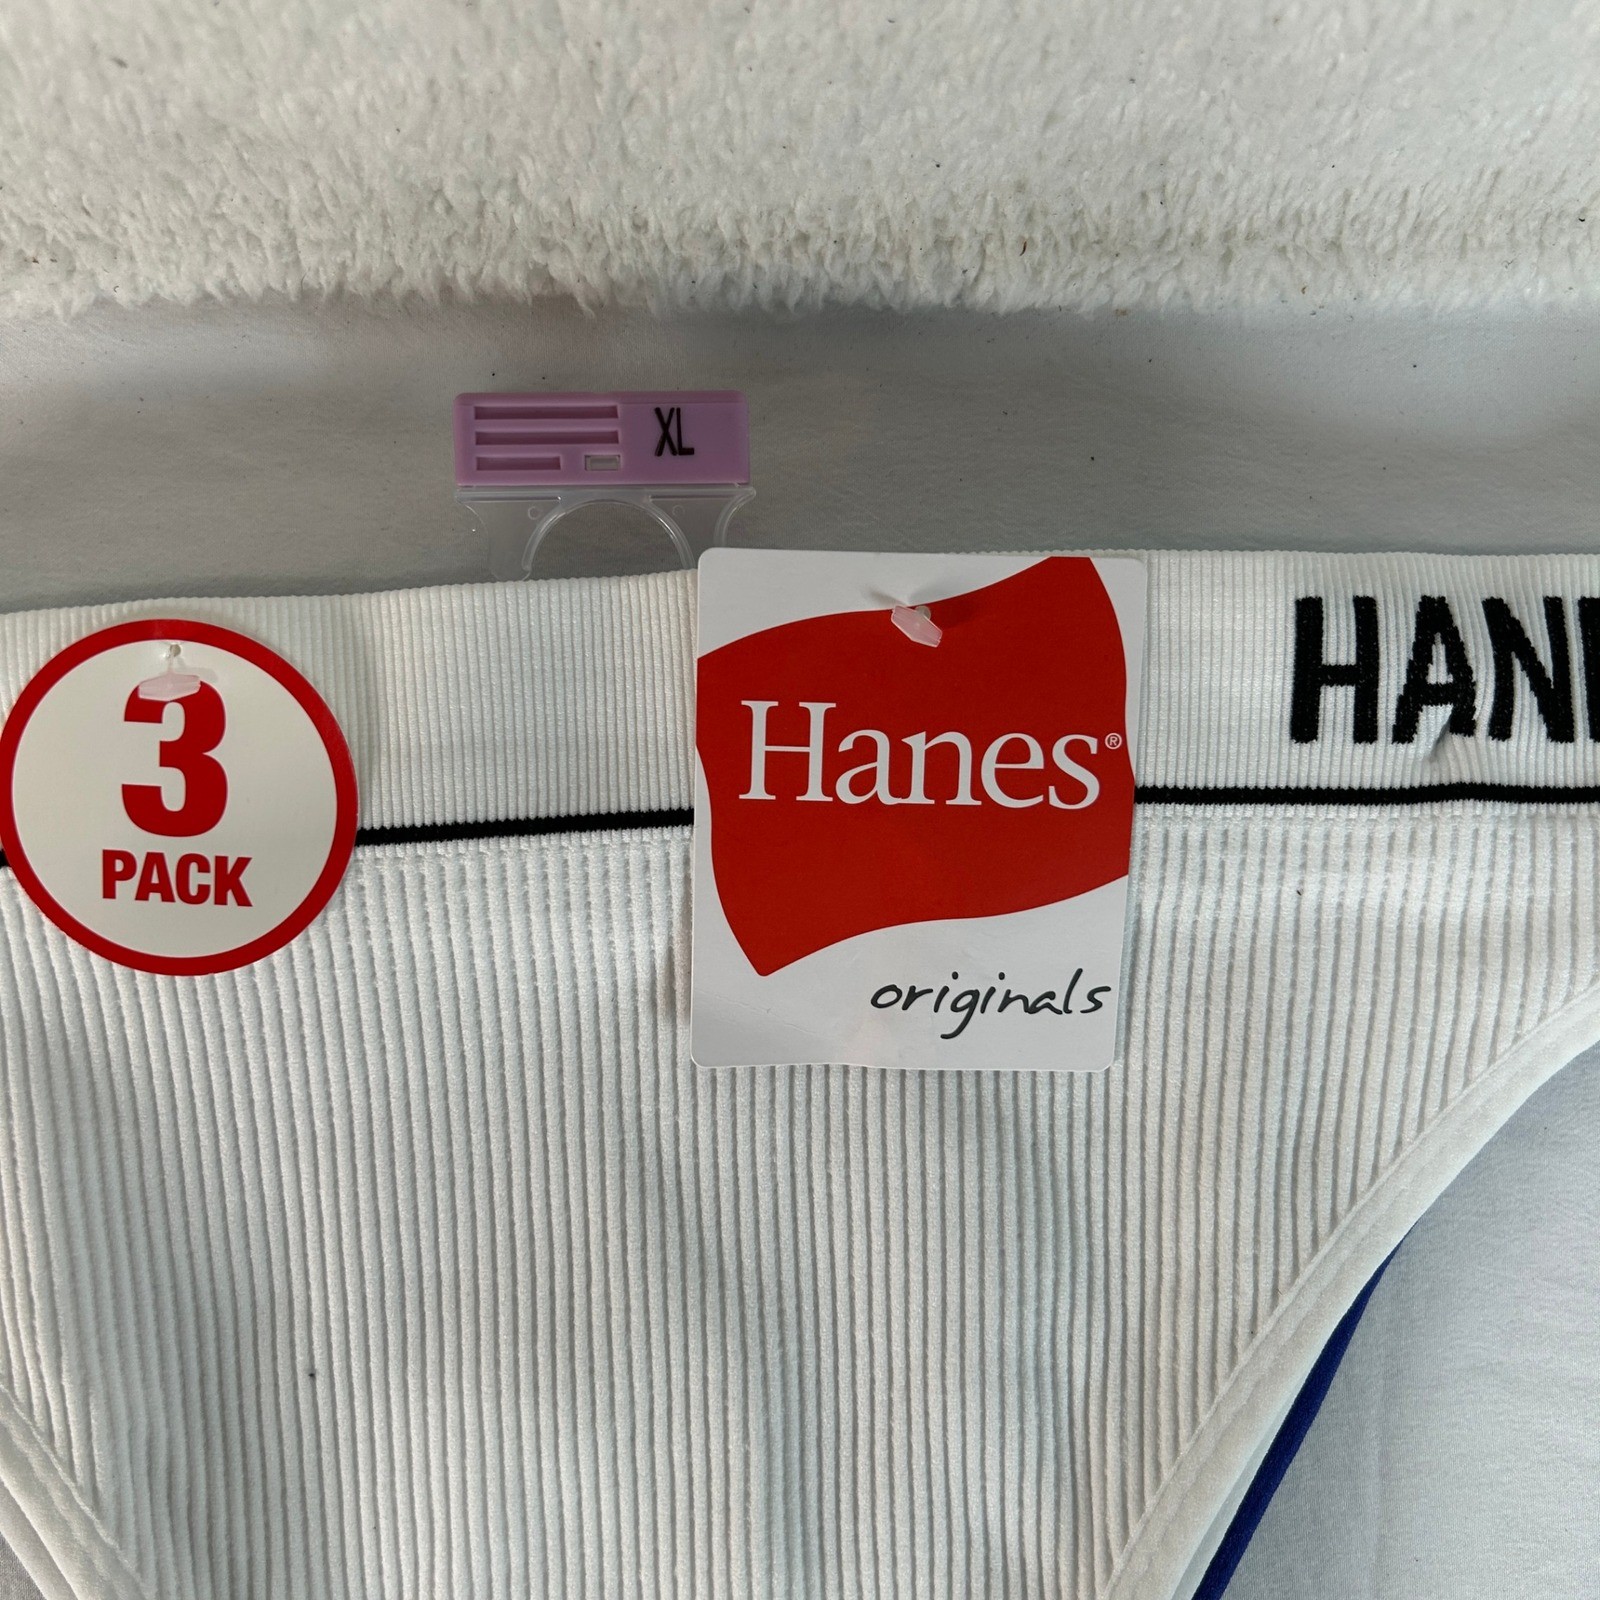 XL
3
PACK
Hanes®
originals
HAN